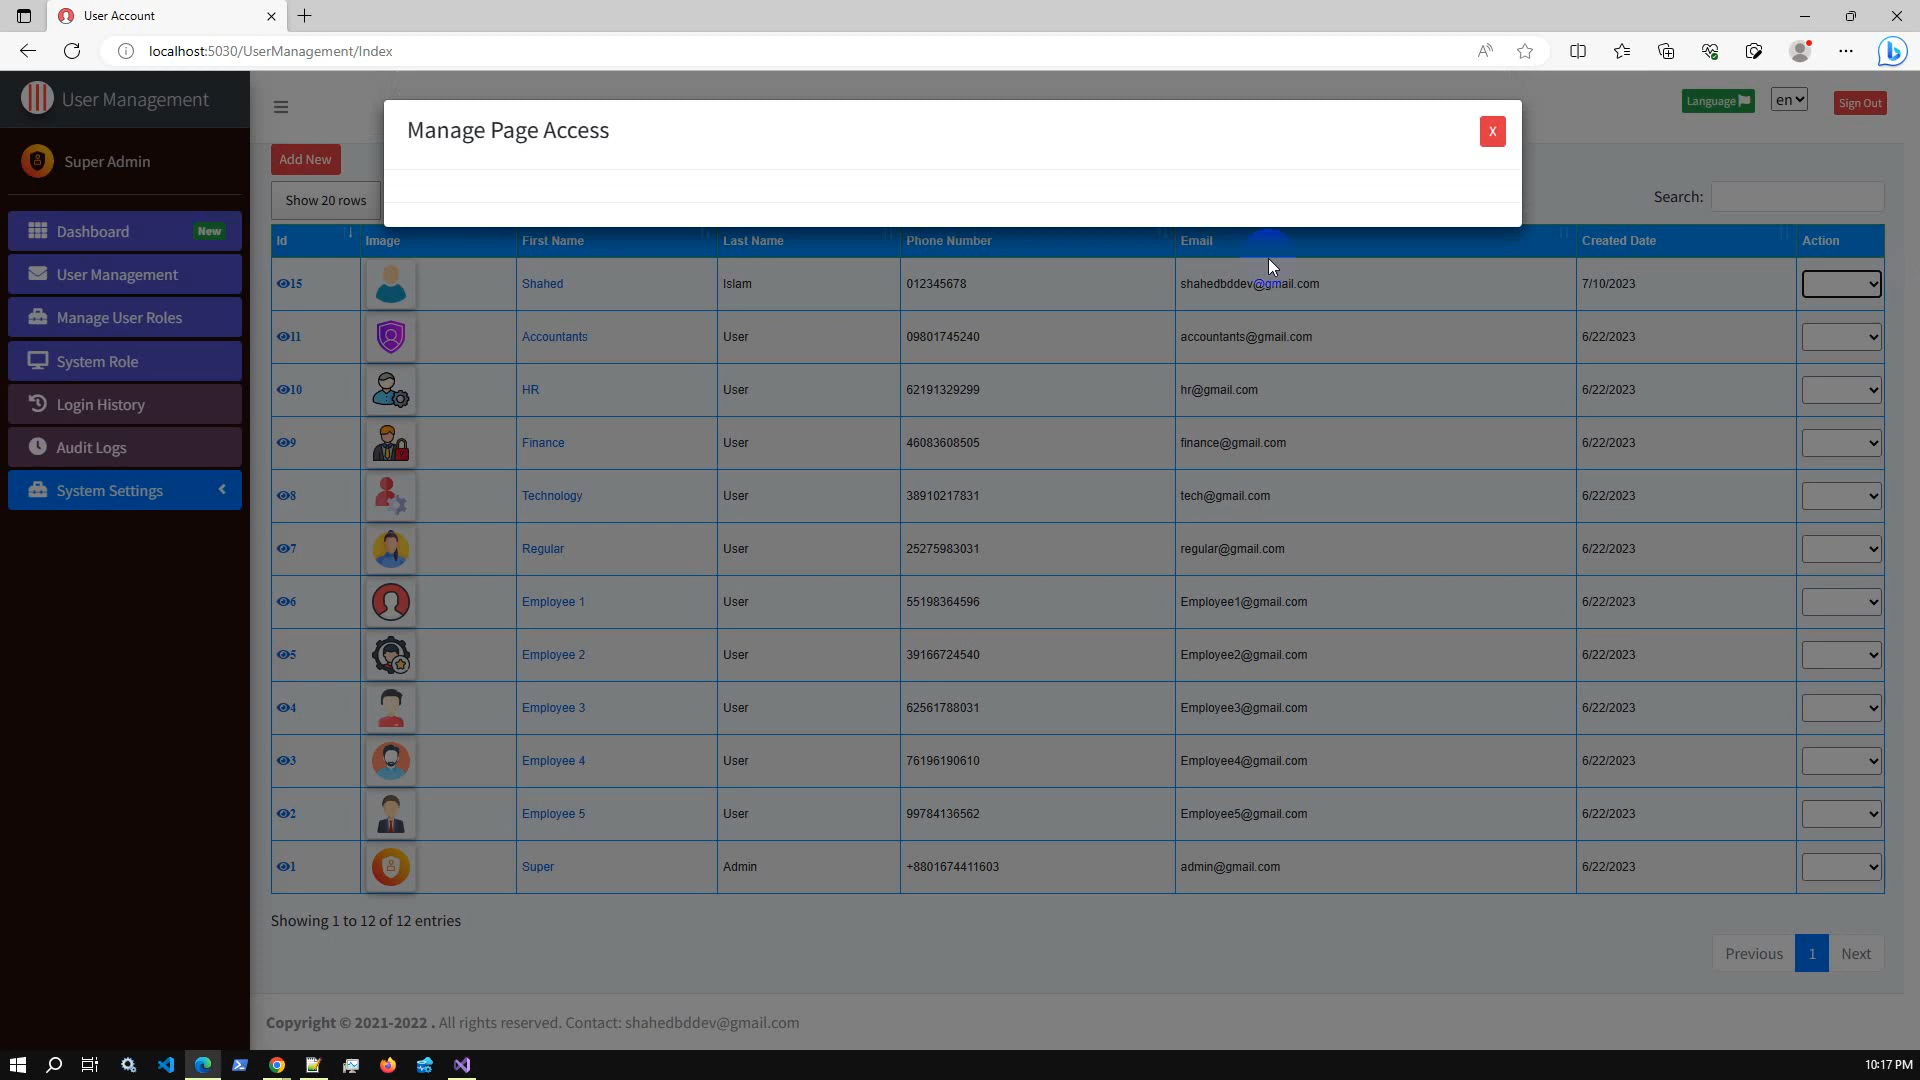 User Account
localhost:5030/UserManagement/Index
User Management
Super Admin
Dashboard New
User Management
Manage User Roles
System Role
Login History
Audit Logs
System Settings
Language en Sign Out
Manage Page Access X
Add New
Show 20 rows Search:
Id Image First Name Last Name Phone Number Email Created Date Action
15 Shahed Islam 012345678 shahedbddev@gmail.com 7/10/2023
11 Accountants User 09801745240 accountants@gmail.com 6/22/2023
10 HR User 62191329299 hr@gmail.com 6/22/2023
9 Finance User 46083608505 finance@gmail.com 6/22/2023
8 Technology User 38910217831 tech@gmail.com 6/22/2023
7 Regular User 25275983031 regular@gmail.com 6/22/2023
6 Employee 1 User 55198364596 Employee1@gmail.com 6/22/2023
5 Employee 2 User 39166724540 Employee2@gmail.com 6/22/2023
4 Employee 3 User 62561788031 Employee3@gmail.com 6/22/2023
3 Employee 4 User 76196190610 Employee4@gmail.com 6/22/2023
2 Employee 5 User 99784136562 Employee5@gmail.com 6/22/2023
1 Super Admin +8801674411603 admin@gmail.com 6/22/2023
Showing 1 to 12 of 12 entries
Previous 1 Next
Copyright © 2021-2022 . All rights reserved. Contact: shahedbddev@gmail.com
10:17 PM